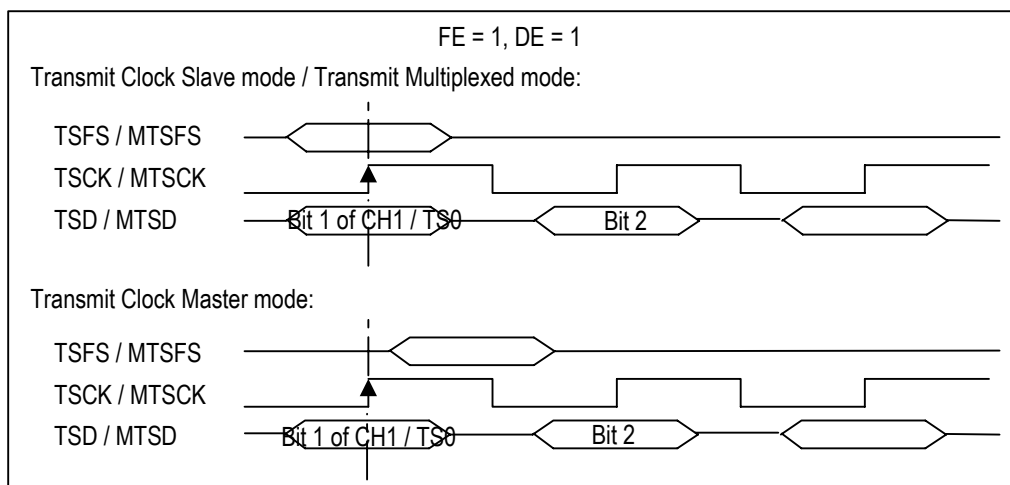 FE = 1, DE = 1
Transmit Clock Slave mode / Transmit Multiplexed mode:
TSFS / MTSFS
TSCK / MTSCK
TSD / MTSD Bit 1 of CH1 / TS0 Bit 2
Transmit Clock Master mode:
TSFS / MTSFS
TSCK / MTSCK
TSD / MTSD Bit 1 of CH1 / TS0 Bit 2